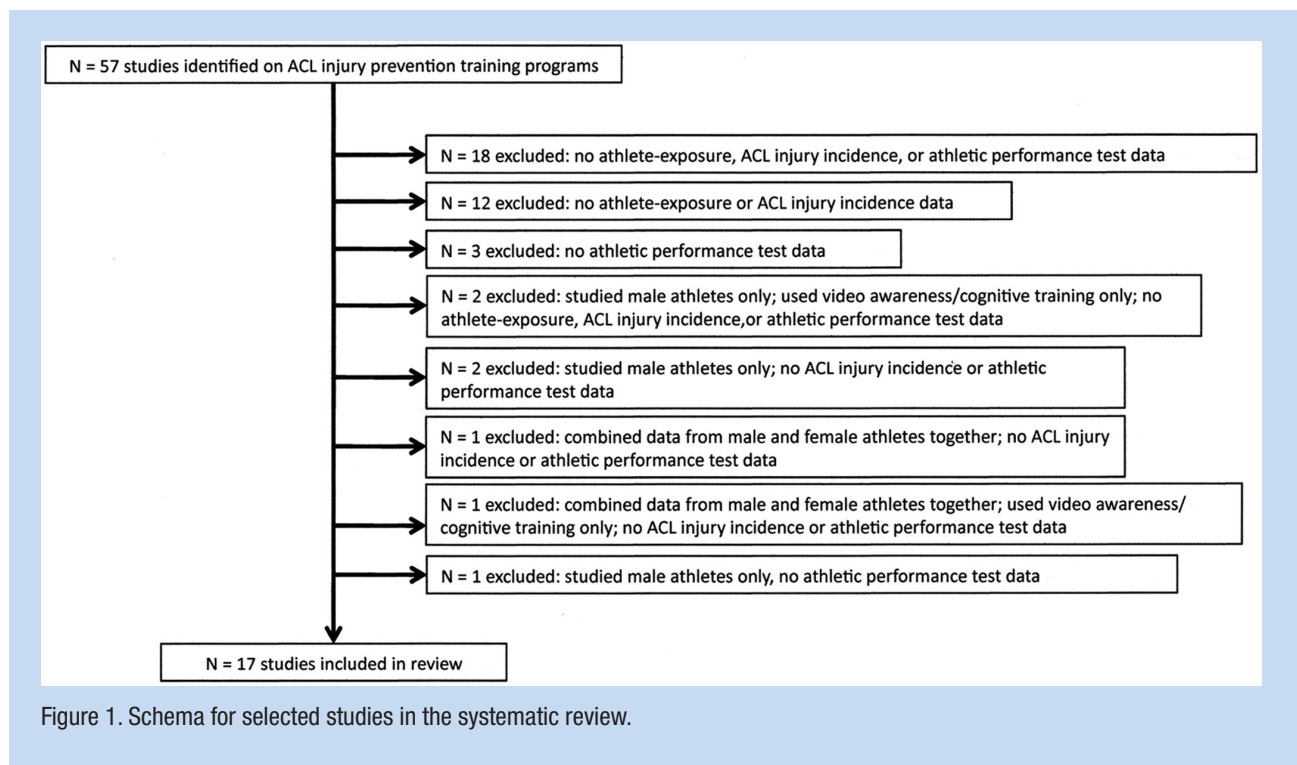 N = 57 studies identified on ACL injury prevention training programs
N = 18 excluded: no athlete-exposure, ACL injury incidence, or athletic performance test data
N = 12 excluded: no athlete-exposure or ACL injury incidence data
N = 3 excluded: no athletic performance test data
N = 2 excluded: studied male athletes only; used video awareness/cognitive training only; no
athlete-exposure, ACL injury incidence,or athletic performance test data
N = 2 excluded: studied male athletes only; no ACL injury incidence or athletic
performance test data
N = 1 excluded: combined data from male and female athletes together; no ACL injury
incidence or athletic performance test data
N = 1 excluded: combined data from male and female athletes together; used video awareness/
cognitive training only; no ACL injury incidence or athletic performance test data
N = 1 excluded: studied male athletes only, no athletic performance test data
N = 17 studies included in review
Figure 1. Schema for selected studies in the systematic review.